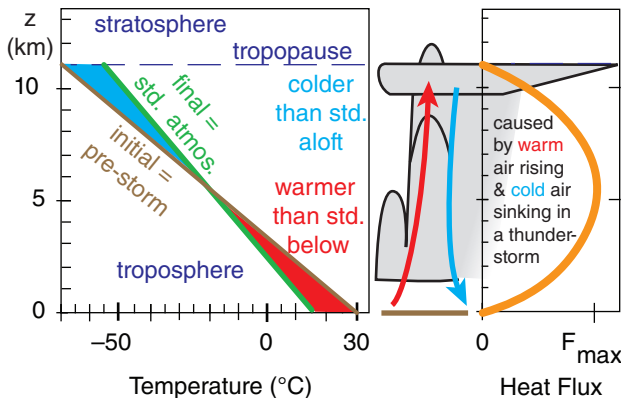 z
(km)
10
5
0
stratosphere
tropopause
final =
std. atmos.
initial =
pre-storm
colder
than std.
aloft
warmer
than std.
below
troposphere
–50
0
30
Temperature (°C)
caused
by warm
air rising
& cold air
sinking in
a thunder-
storm
0
Fmax
Heat Flux